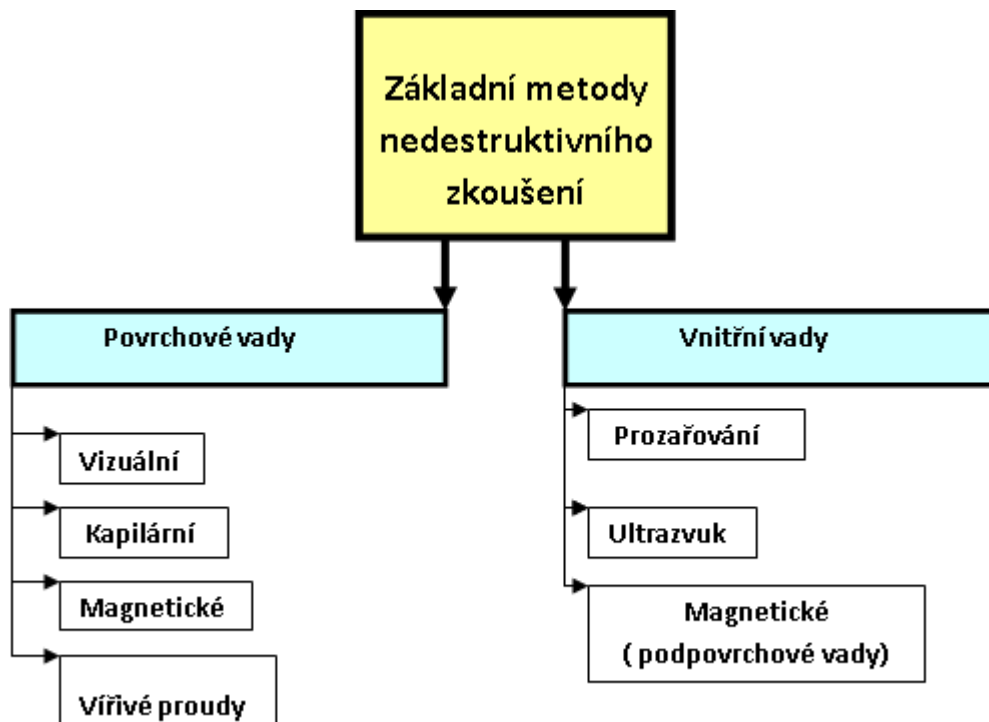 Základní metody
nedestruktivního
zkoušení
Povrchové vady
Vnitřní vady
Vizuální
Kapilární
Magnetické
Vířivé proudy
Prozařování
Ultrazvuk
Magnetické
( podpovrchové vady)